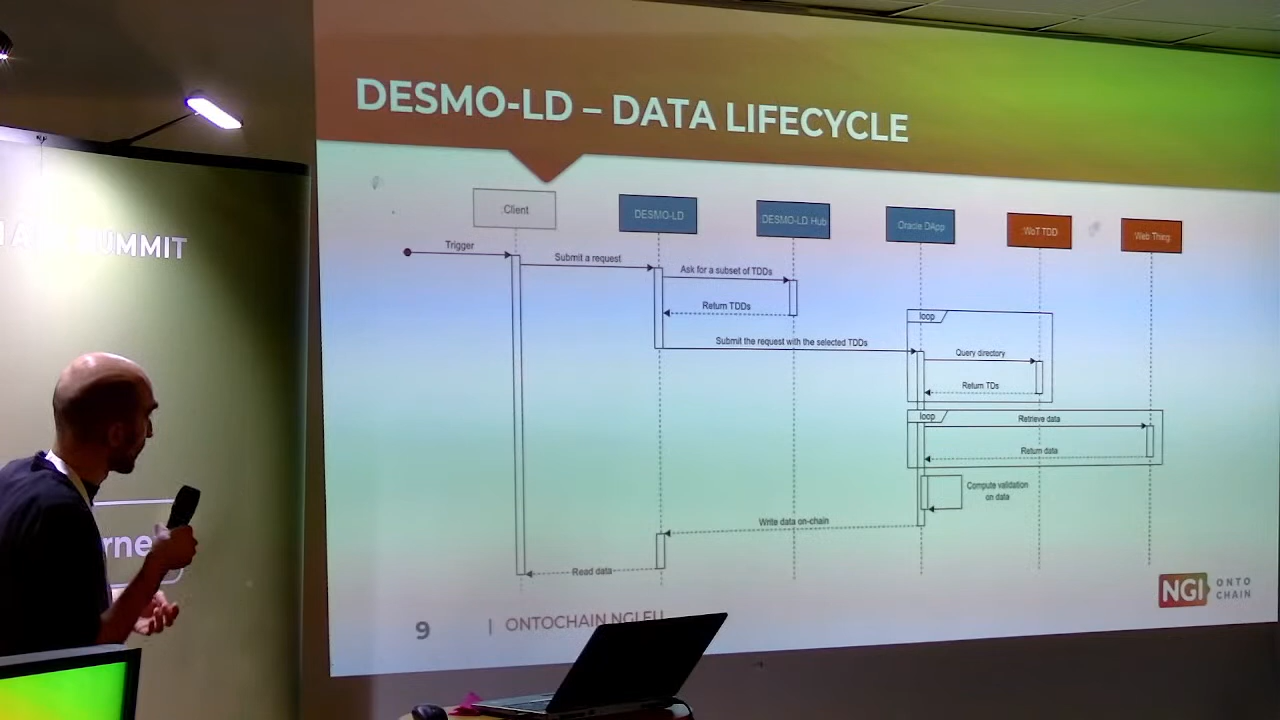 DESMO-LD – DATA LIFECYCLE
:Client
DESMO-LD
DESMO-LD Hub
Oracle DApp
:WoT TDD
Web Thing
Trigger
Submit a request
Ask for a subset of TDDs
Return TDDs
loop
Submit the request with the selected TDDs
Query directory
Return TDs
loop
Retrieve data
Return data
Compute validation
on data
Write data on-chain
Read data
NGI
ONTO
CHAIN
9
| ONTOCHAIN.NGI.EU
SUMMIT
rne